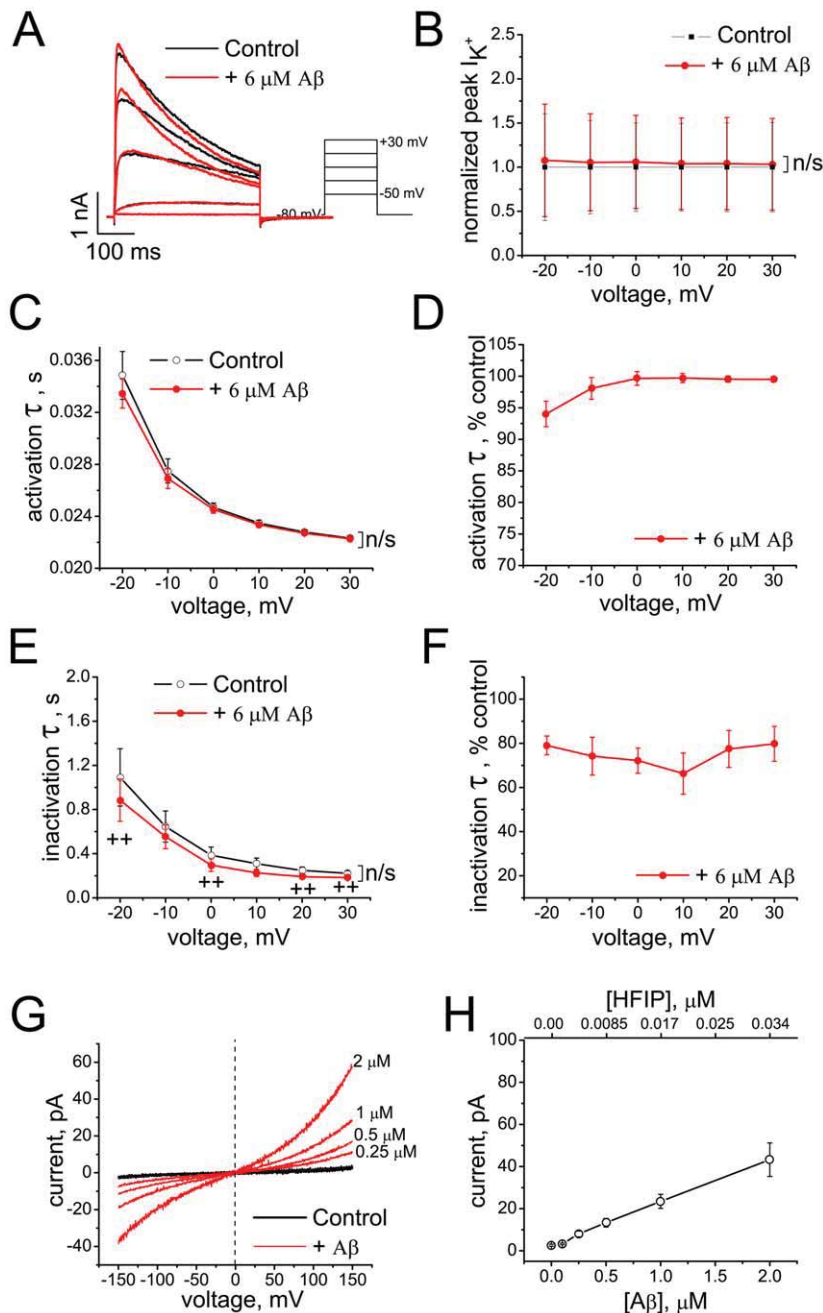 A
Control
+ 6 μM Aβ
+30 mV
-50 mV
-80 mV
1 nA
100 ms
B
Control
+ 6 μM Aβ
normalized peak IK+
2.5
2.0
1.5
1.0
0.5
0.0
n/s
-20 -10 0 10 20 30
voltage, mV
C
Control
+ 6 μM Aβ
activation τ , s
0.036
0.032
0.028
0.024
0.020
n/s
-20 -10 0 10 20 30
voltage, mV
D
activation τ , % control
105
100
95
90
85
80
75
70
+ 6 μM Aβ
-20 -10 0 10 20 30
voltage, mV
E
Control
+ 6 μM Aβ
inactivation τ , s
2.0
1.6
1.2
0.8
0.4
0.0
++
++
++
++
n/s
-20 -10 0 10 20 30
voltage, mV
F
inactivation τ , % control
100
80
60
40
20
+ 6 μM Aβ
-20 -10 0 10 20 30
voltage, mV
G
current, pA
60
40
20
0
-20
-40
2 μM
1 μM
0.5 μM
0.25 μM
Control
+ Aβ
-150 -100 -50 0 50 100 150
voltage, mV
H
[HFIP], μM
0.00 0.0085 0.017 0.025 0.034
current, pA
100
80
60
40
20
0
0.0 0.5 1.0 1.5 2.0
[Aβ], μM